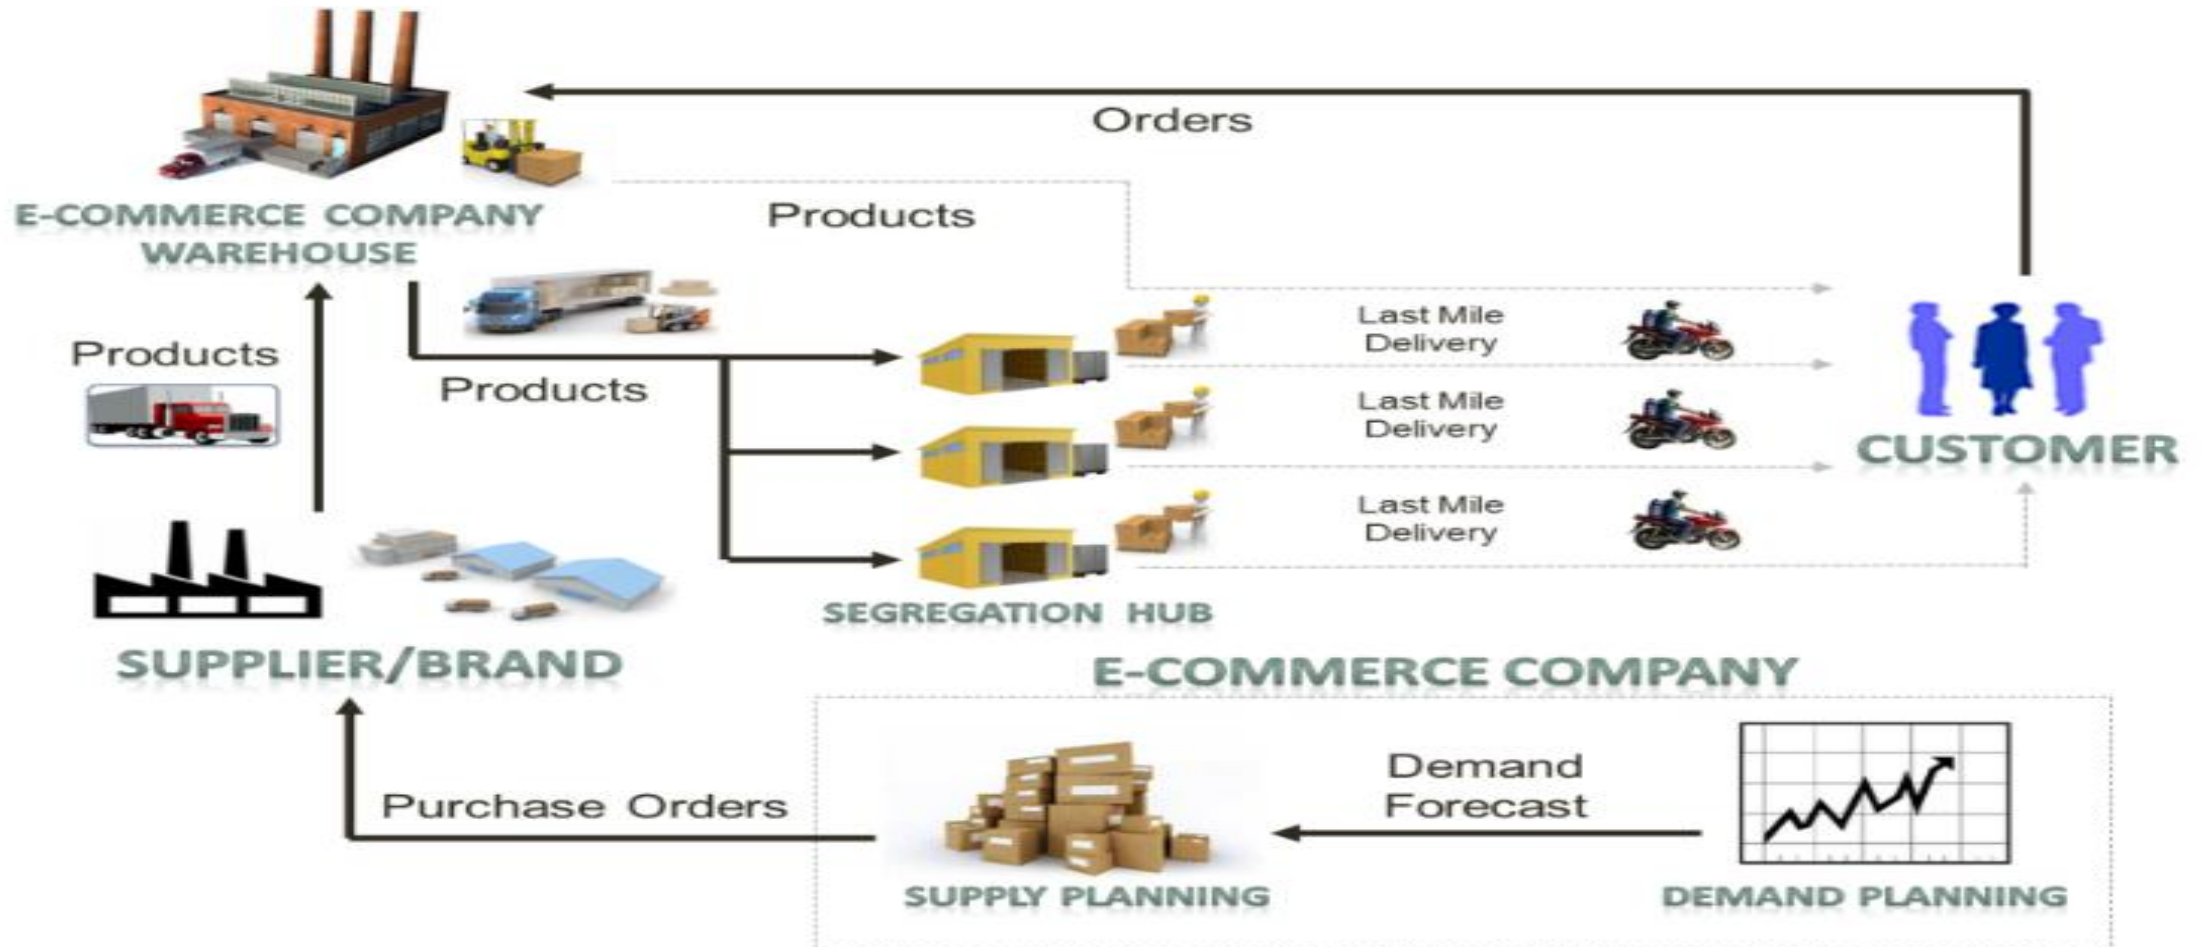 Orders
E-COMMERCE COMPANY
WAREHOUSE
Products
Products
Products
Last Mile
Delivery
Last Mile
Delivery
Last Mile
Delivery
CUSTOMER
SEGREGATION HUB
SUPPLIER/BRAND
E-COMMERCE COMPANY
Purchase Orders
Demand
Forecast
SUPPLY PLANNING
DEMAND PLANNING